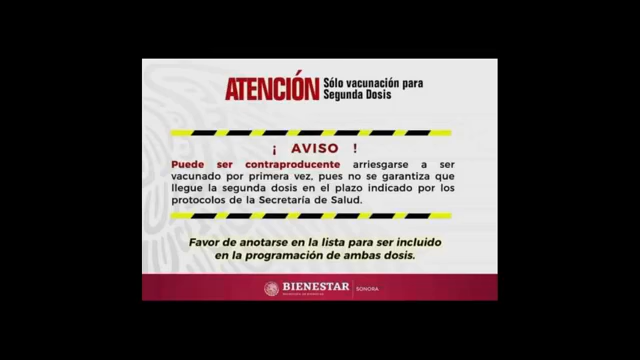 ATENCIÓN Sólo vacunación para
Segunda Dosis
¡ AVISO !
Puede ser contraproducente arriesgarse a ser
vacunado por primera vez, pues no se garantiza que
llegue la segunda dosis en el plazo indicado por los
protocolos de la Secretaría de Salud.
Favor de anotarse en la lista para ser incluido
en la programación de ambas dosis.
BIENESTAR SONORA